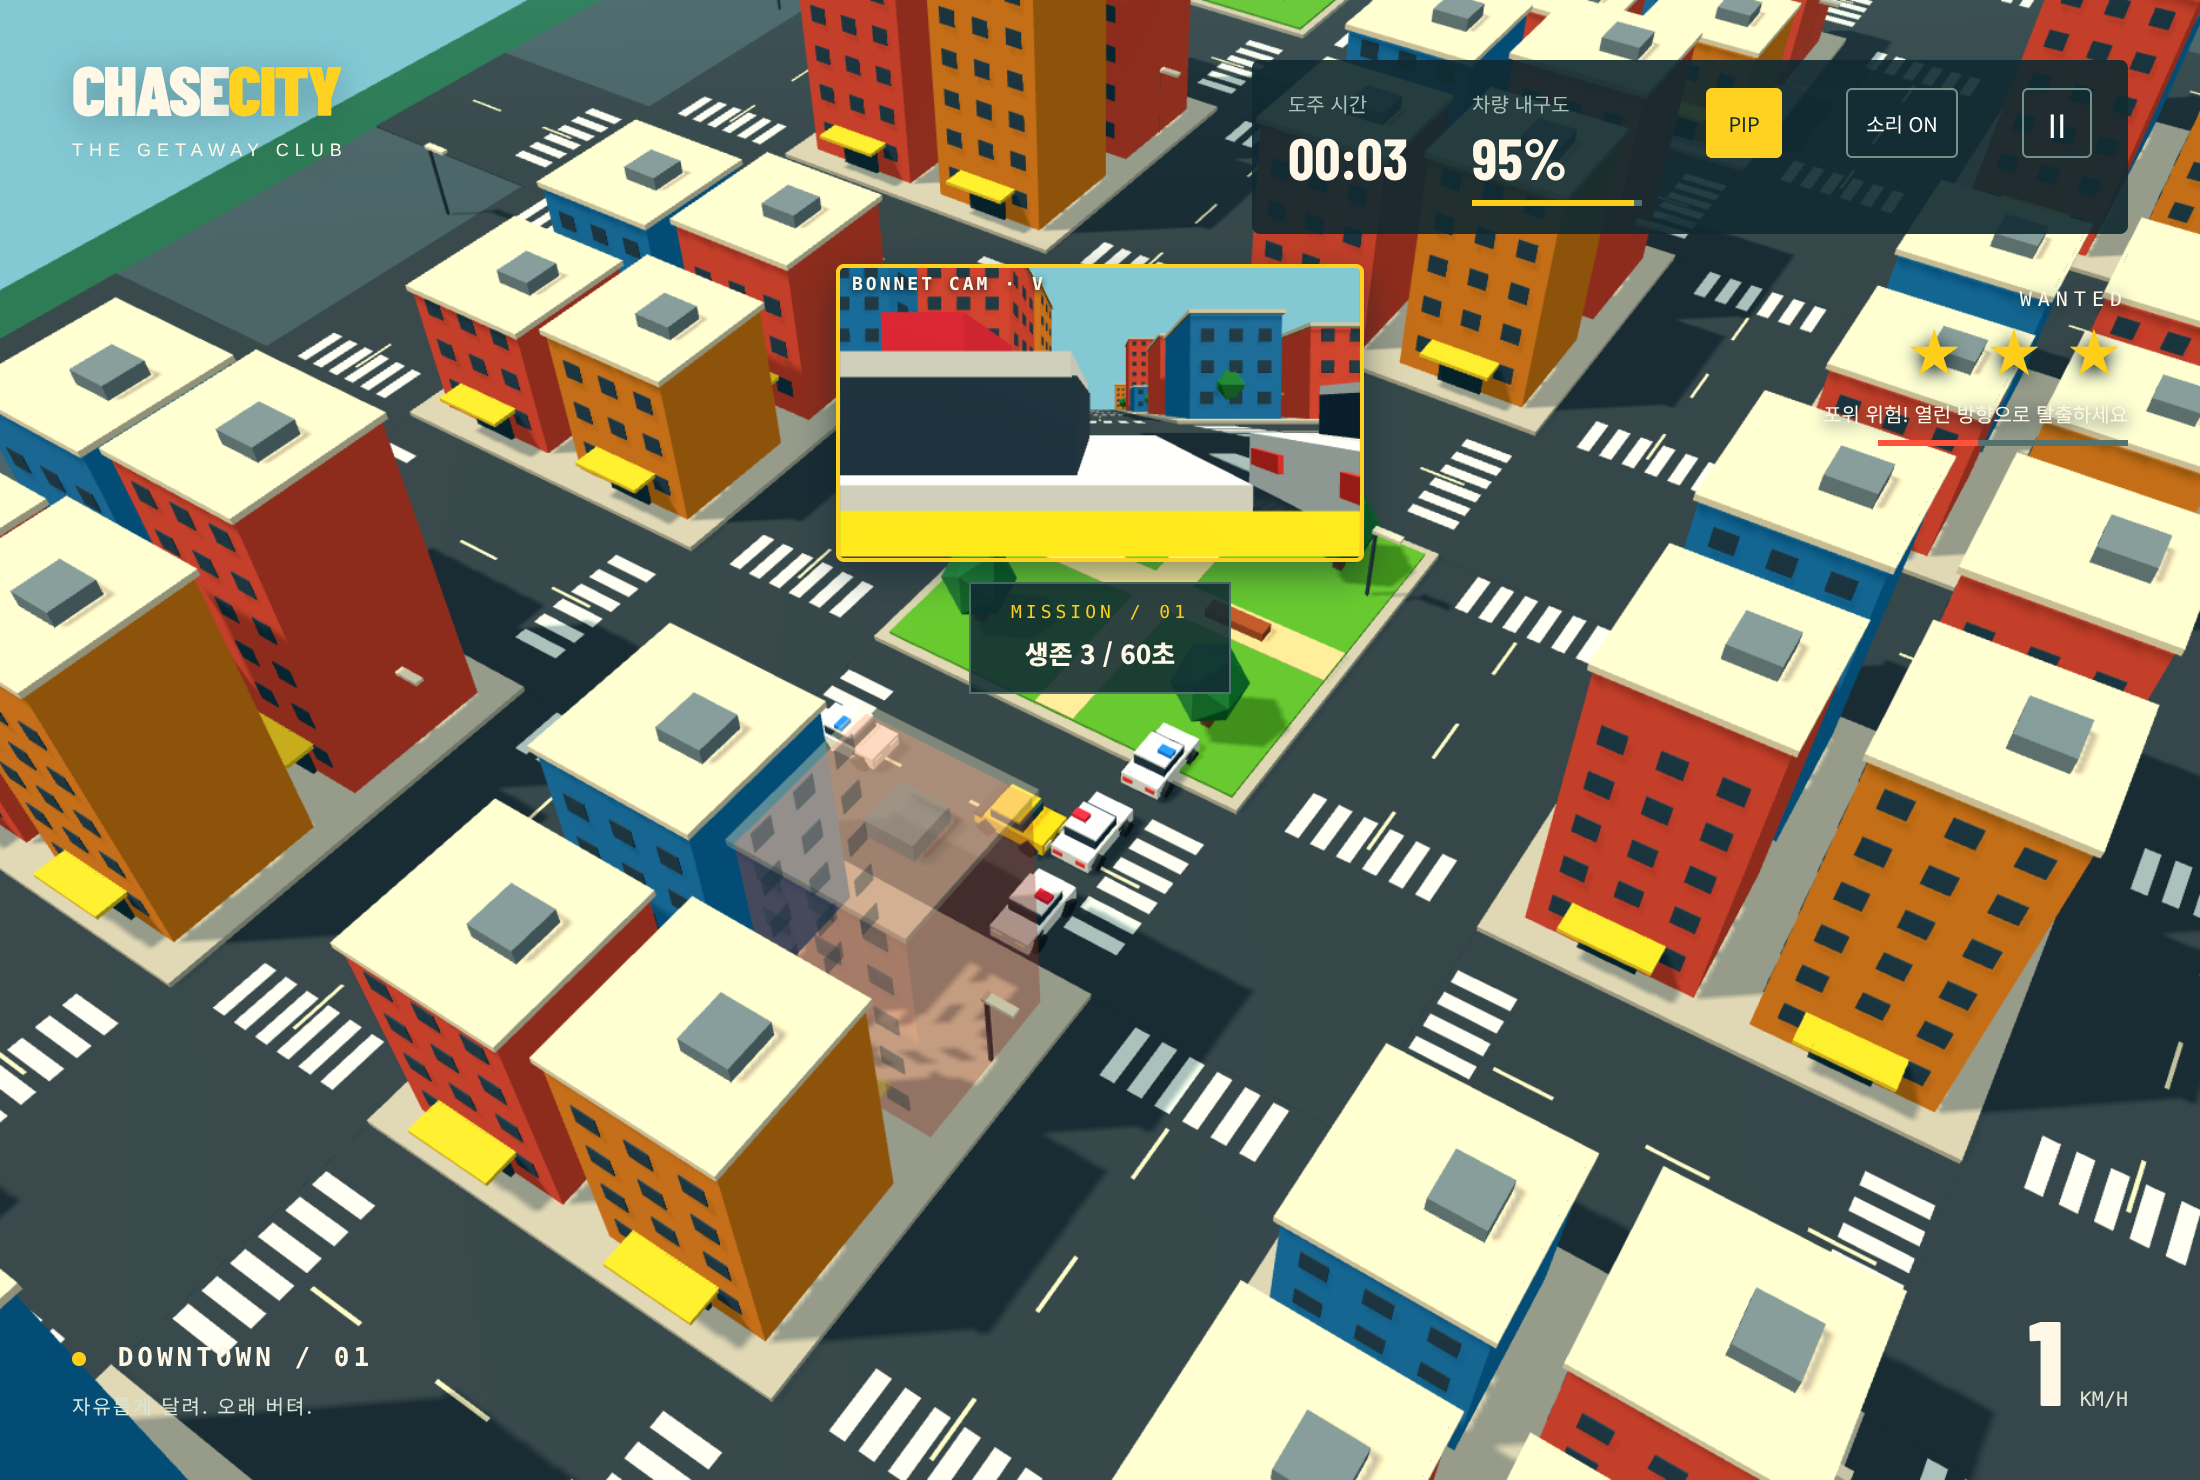 CHASECITY
THE GETAWAY CLUB
도주 시간
00:03
차량 내구도
95%
PIP
소리 ON
BONNET CAM · V
WANTED
포위 위험! 열린 방향으로 탈출하세요
MISSION / 01
생존 3 / 60초
DOWNTOWN / 01
자유롭게 달려. 오래 버텨.
1 KM/H